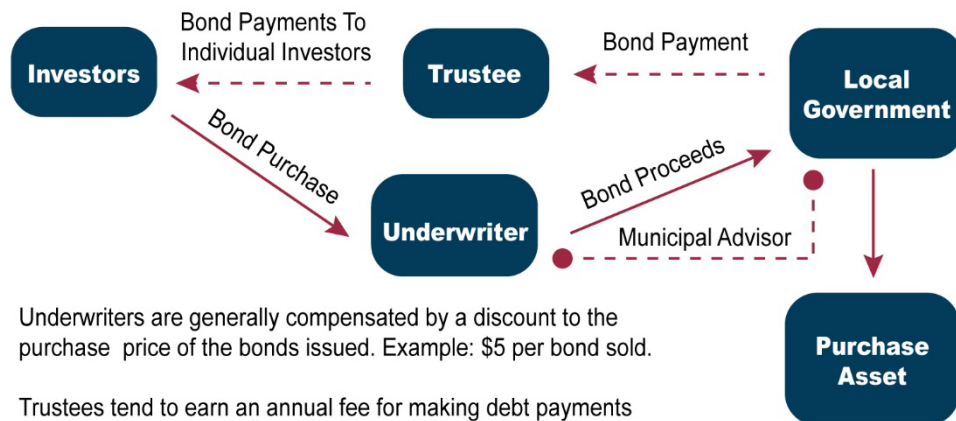 Bond Payments To
Individual Investors
Bond Payment
Investors
Trustee
Local
Government
Bond Purchase
Bond Proceeds
Underwriter
Municipal Advisor
Underwriters are generally compensated by a discount to the
purchase price of the bonds issued. Example: $5 per bond sold.
Purchase
Asset
Trustees tend to earn an annual fee for making debt payments